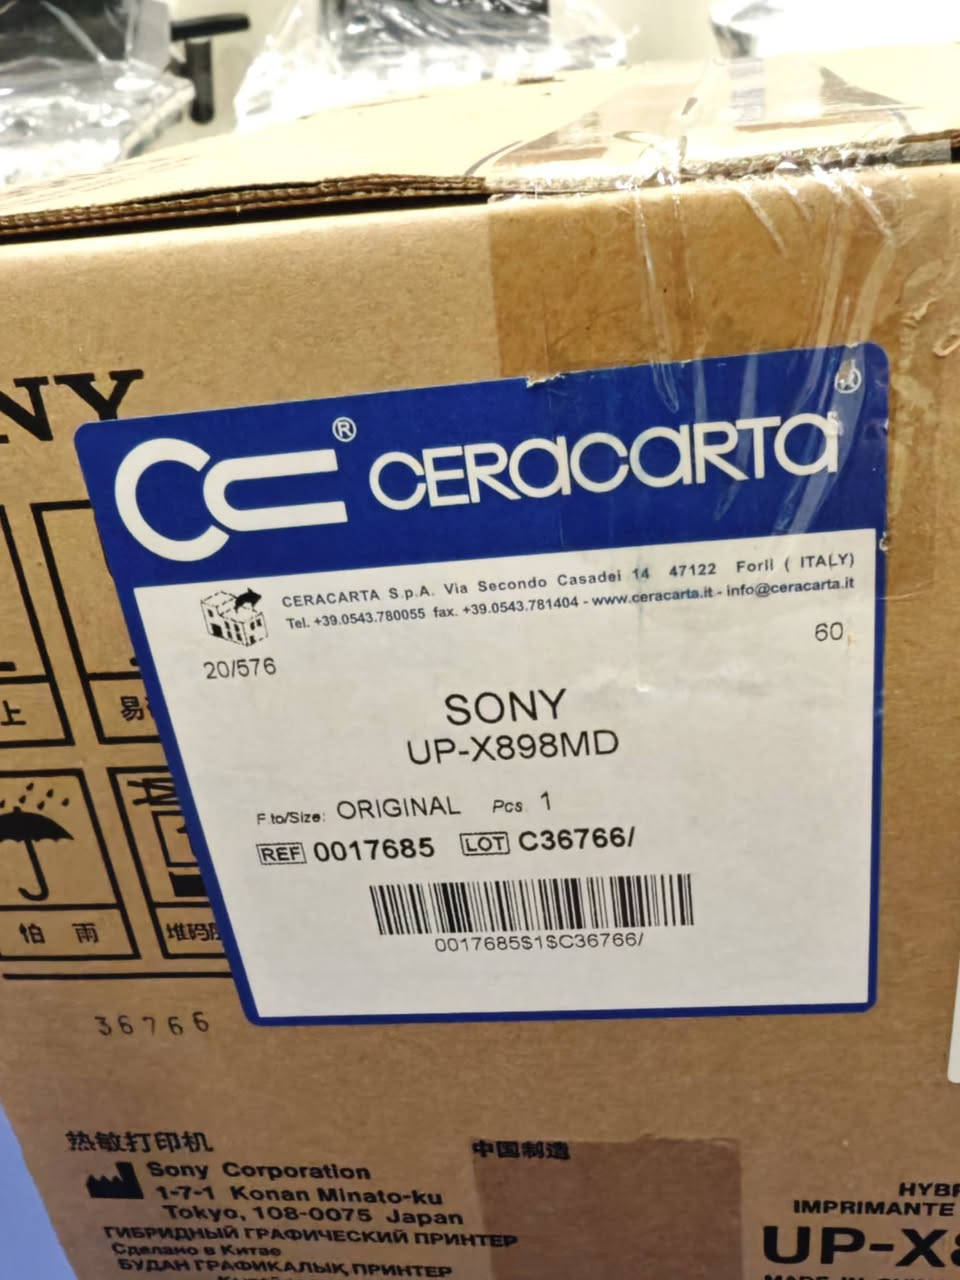 CERACARTA
CERACARTA S.p.A. Via Secondo Casadei 14 47122 Forlì ( ITALY)
Tel. +39.0543.780055 fax. +39.0543.781404 - www.ceracarta.it - info@ceracarta.it
20/576
60
SONY
UP-X898MD
F.to/Size: ORIGINAL Pcs. 1
REF 0017685 LOT C36766/
0017685$1$C36766/
上
怕 雨
堆码
36766
热敏打印机
中国制造
Sony Corporation
1-7-1 Konan Minato-ku
Tokyo, 108-0075 Japan
ГИБРИДНЫЙ ГРАФИЧЕСКИЙ ПРИНТЕР
Сделано в Китае
БУДАН ГРАФИКАЛЫҚ ПРИНТЕР
IMPRIMANTE
UP-X